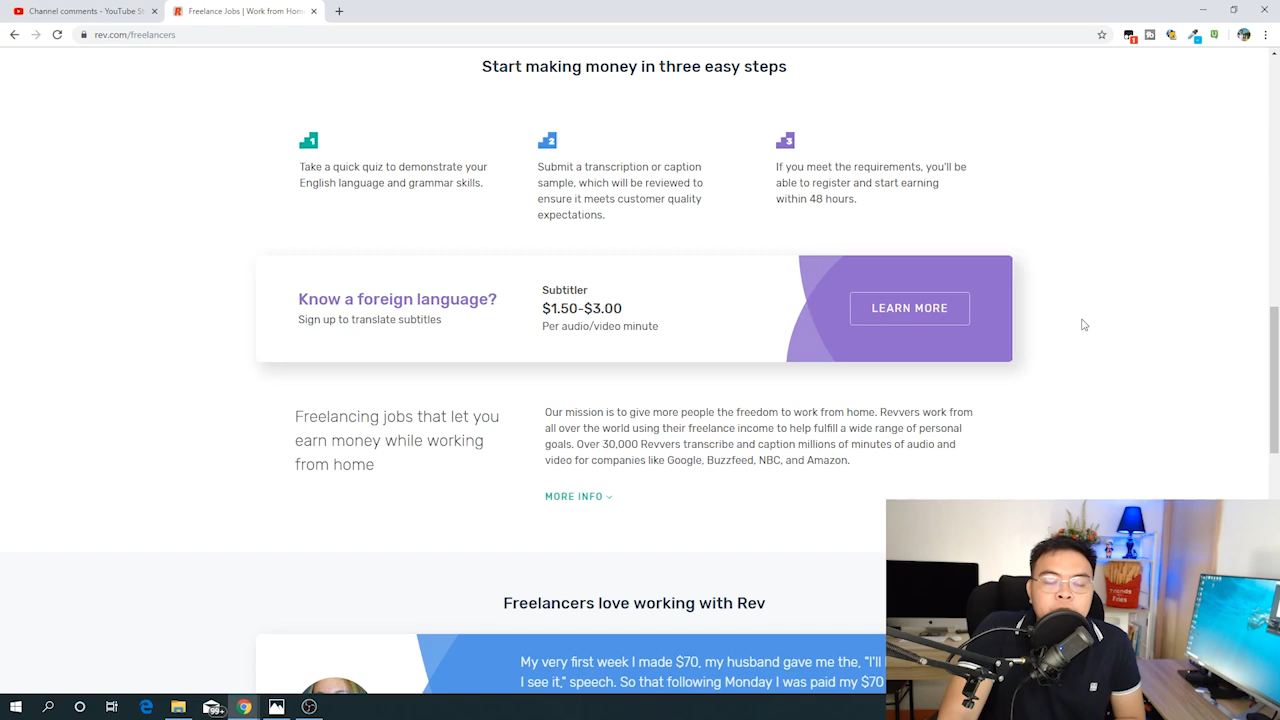 Channel comments - YouTube St
Freelance Jobs | Work from Home
rev.com/freelancers
Start making money in three easy steps
1
2
3
Take a quick quiz to demonstrate your
English language and grammar skills.
Submit a transcription or caption
sample, which will be reviewed to
ensure it meets customer quality
expectations.
If you meet the requirements, you'll be
able to register and start earning
within 48 hours.
Know a foreign language?
Sign up to translate subtitles
Subtitler
$1.50-$3.00
Per audio/video minute
LEARN MORE
Freelancing jobs that let you
earn money while working
from home
Our mission is to give more people the freedom to work from home. Revvers work from
all over the world using their freelance income to help fulfill a wide range of personal
goals. Over 30,000 Revvers transcribe and caption millions of minutes of audio and
video for companies like Google, Buzzfeed, NBC, and Amazon.
MORE INFO
Freelancers love working with Rev
My very first week I made $70, my husband gave me the, "I'll
I see it," speech. So that following Monday I was paid my $70
Friends
Fries
99+